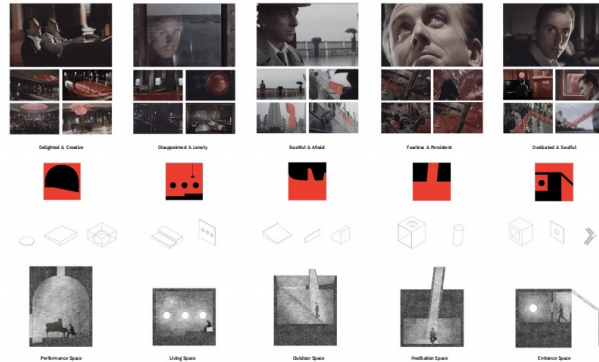 Delighted & Creative
Disappointed & Lonely
Bashful & Afraid
Fearless & Persistent
Dedicated & Soulful
Performance Space
Living Space
Outdoor Space
Meditation Space
Entrance Space